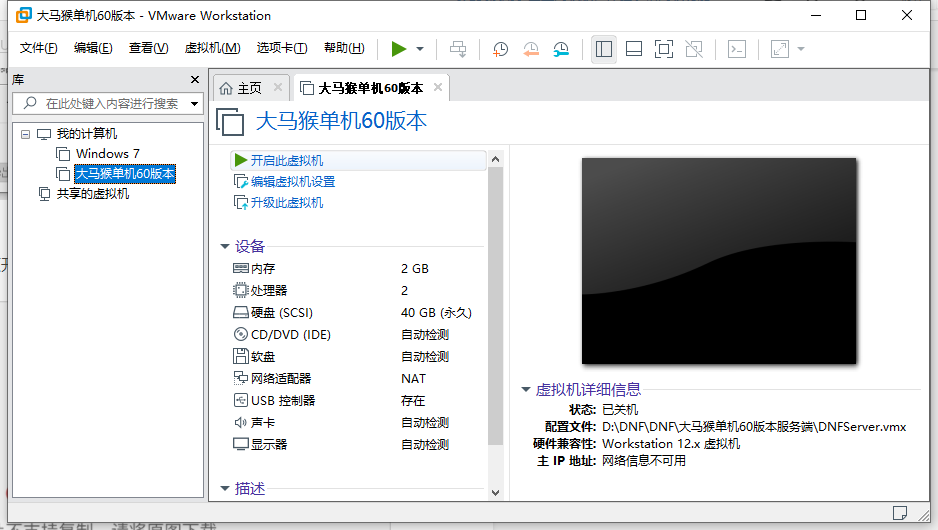 大马猴单机60版本 - VMware Workstation
文件(F) 编辑(E) 查看(V) 虚拟机(M) 选项卡(T) 帮助(H)
库
在此处键入内容进行搜索
我的计算机
Windows 7
大马猴单机60版本
共享的虚拟机
主页
大马猴单机60版本
大马猴单机60版本
开启此虚拟机
编辑虚拟机设置
升级此虚拟机
设备
内存 2 GB
处理器 2
硬盘 (SCSI) 40 GB (永久)
CD/DVD (IDE) 自动检测
软盘 自动检测
网络适配器 NAT
USB 控制器 存在
声卡 自动检测
显示器 自动检测
描述
虚拟机详细信息
状态: 已关机
配置文件: D:\DNF\DNF\大马猴单机60版本服务端\DNFServer.vmx
硬件兼容性: Workstation 12.x 虚拟机
主 IP 地址: 网络信息不可用